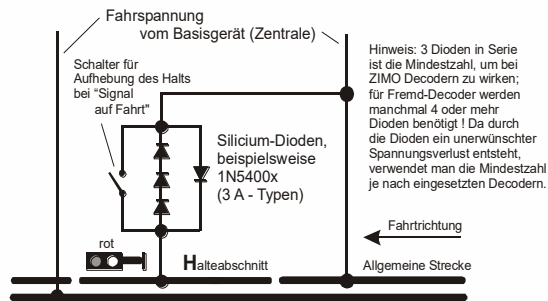 Fahrspannung
vom Basisgerät (Zentrale)
Schalter für
Aufhebung des Halts
bei "Signal
auf Fahrt"
Silicium-Dioden,
beispielsweise
1N5400x
(3 A - Typen)
Hinweis: 3 Dioden in Serie
ist die Mindestzahl, um bei
ZIMO Decodern zu wirken;
für Fremd-Decoder werden
manchmal 4 oder mehr
Dioden benötigt ! Da durch
die Dioden ein unerwünschter
Spannungsverlust entsteht,
verwendet man die Mindestzahl
je nach eingesetzten Decodern.
Fahrtrichtung
rot
Halteabschnitt
Allgemeine Strecke